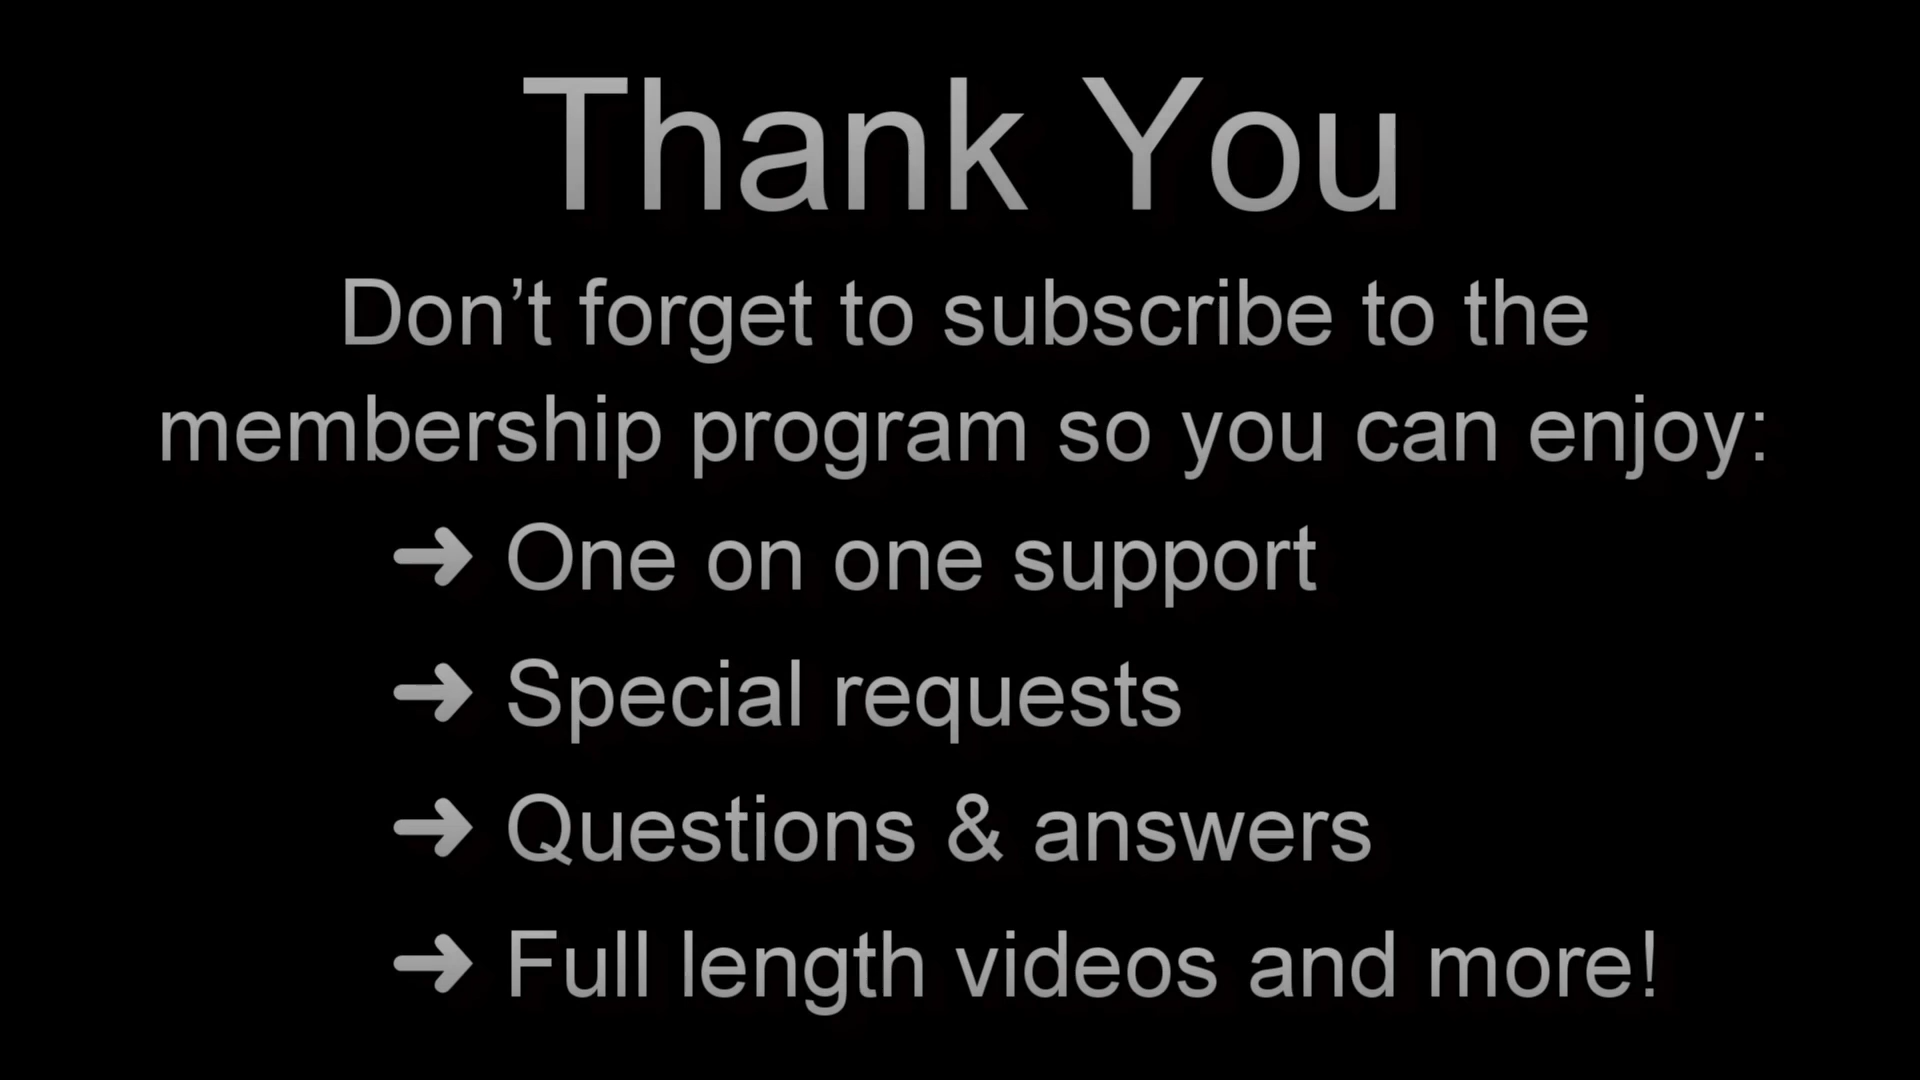 Thank You
Don’t forget to subscribe to the
membership program so you can enjoy:
➜ One on one support
➜ Special requests
➜ Questions & answers
➜ Full length videos and more!